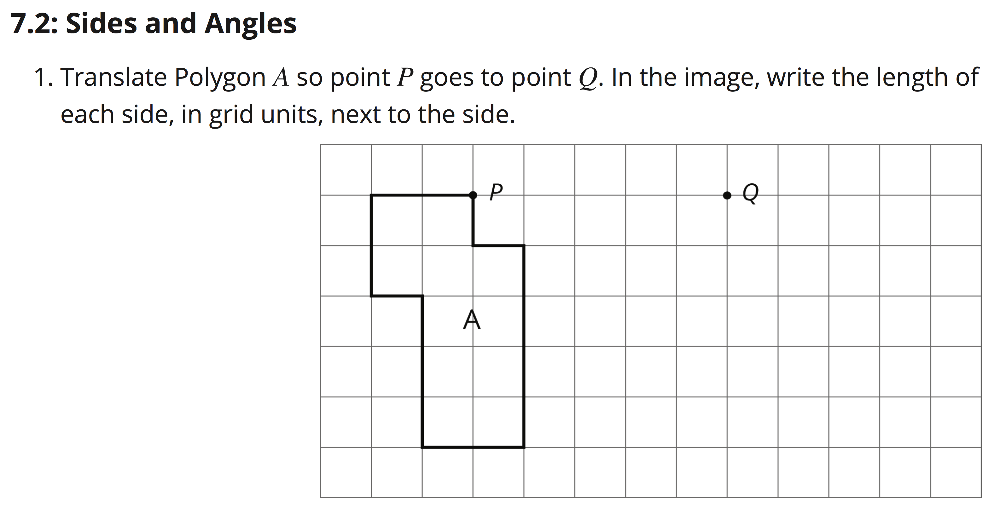 7.2: Sides and Angles
1. Translate Polygon A so point P goes to point Q. In the image, write the length of
each side, in grid units, next to the side.
P
Q
A